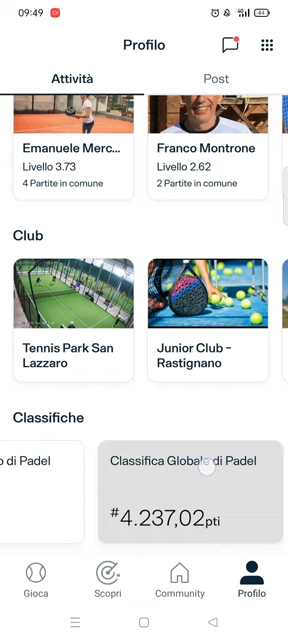 09:49
44
Profilo
Attività
Post
Emanuele Merc...
Livello 3.73
4 Partite in comune
Franco Montrone
Livello 2.62
2 Partite in comune
Club
Tennis Park San
Lazzaro
Junior Club –
Rastignano
Classifiche
o di Padel
Classifica Globale di Padel
#4.237,02pti
Gioca
Scopri
Community
Profilo